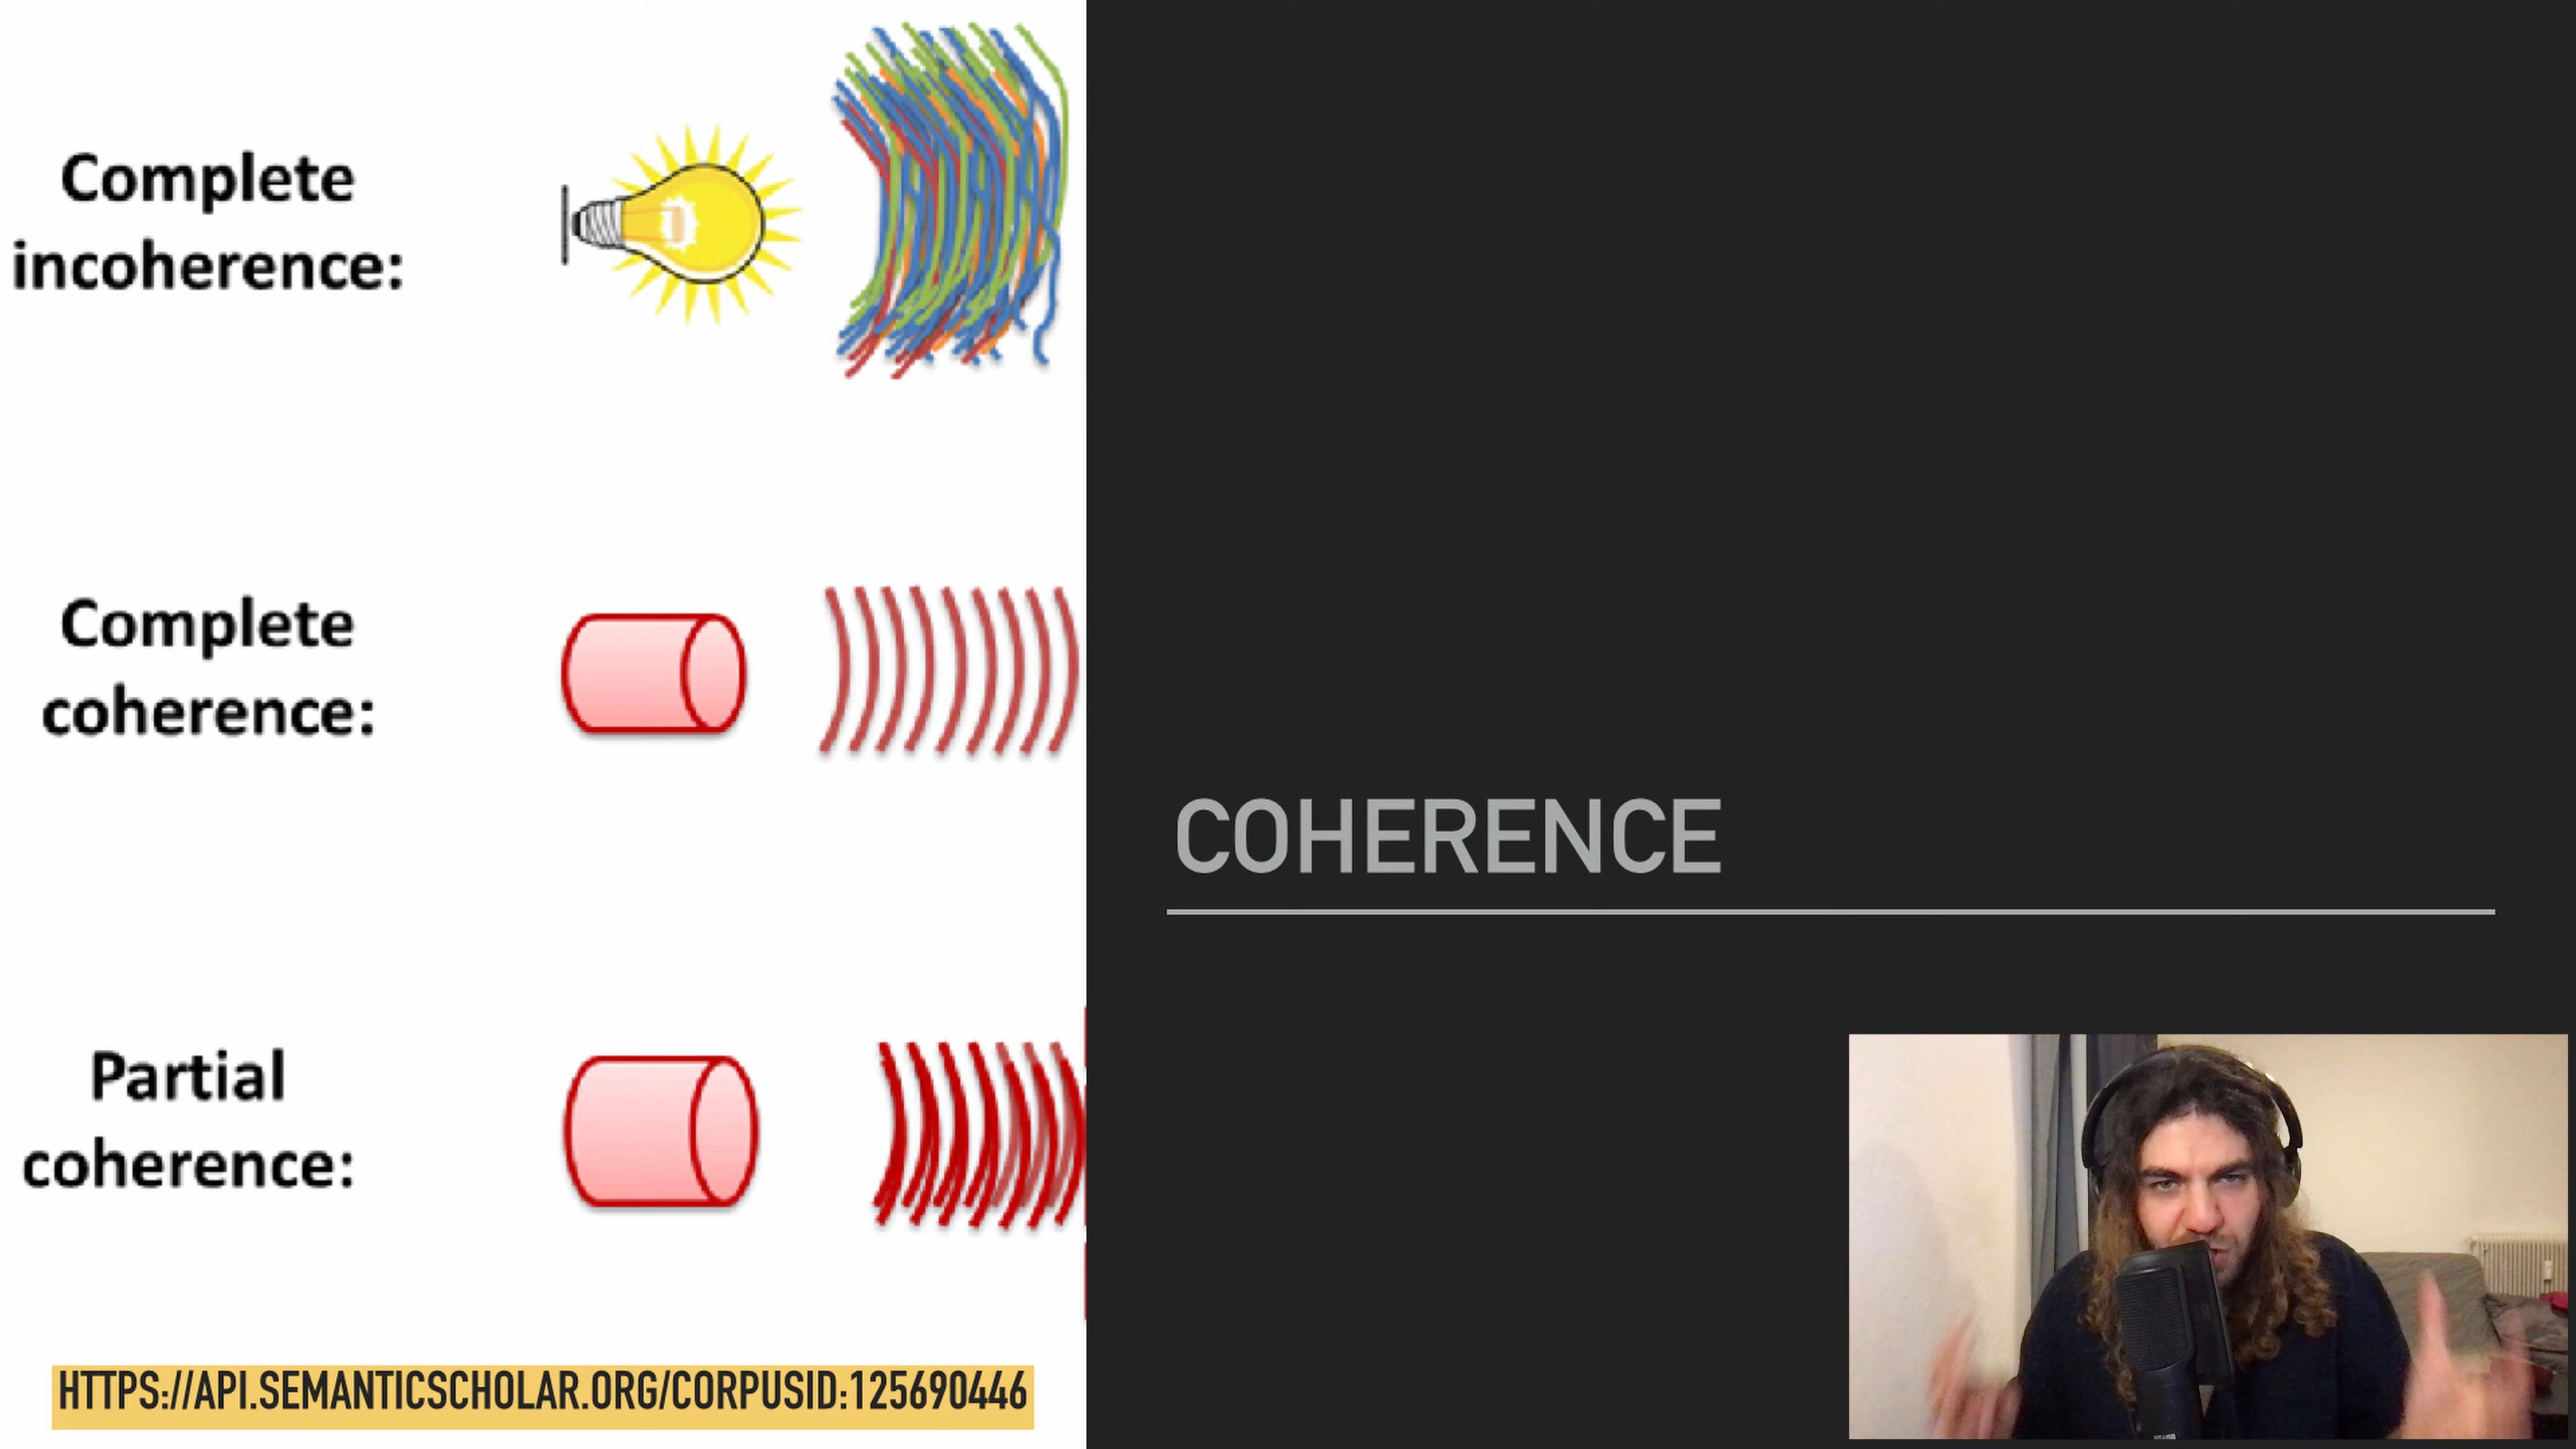 Complete
incoherence:
Complete
coherence:
Partial
coherence:
HTTPS://API.SEMANTICSCHOLAR.ORG/CORPUSID:125690446
COHERENCE